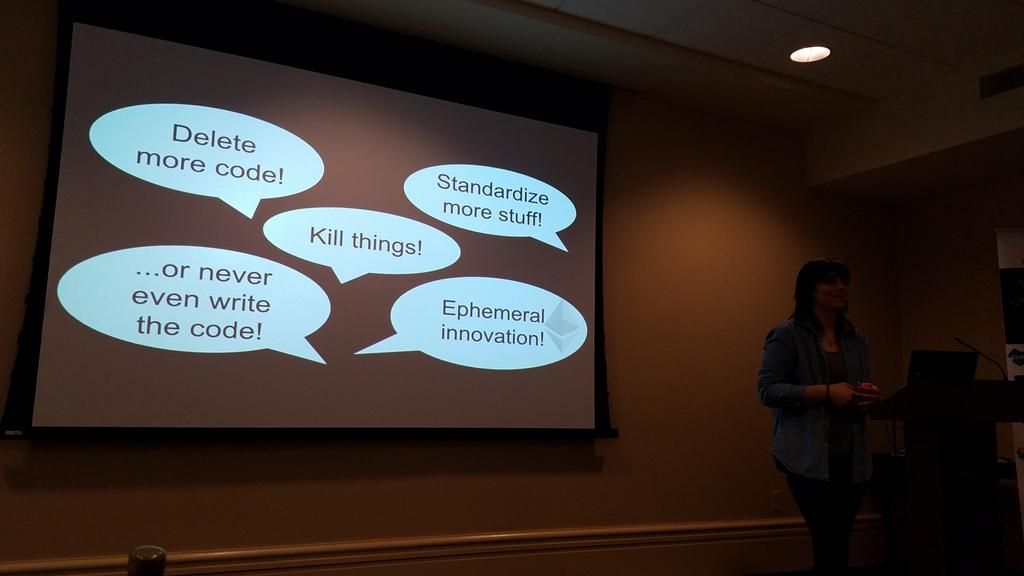 Delete
more code!
Standardize
more stuff!
Kill things!
...or never
even write
the code!
Ephemeral
innovation!